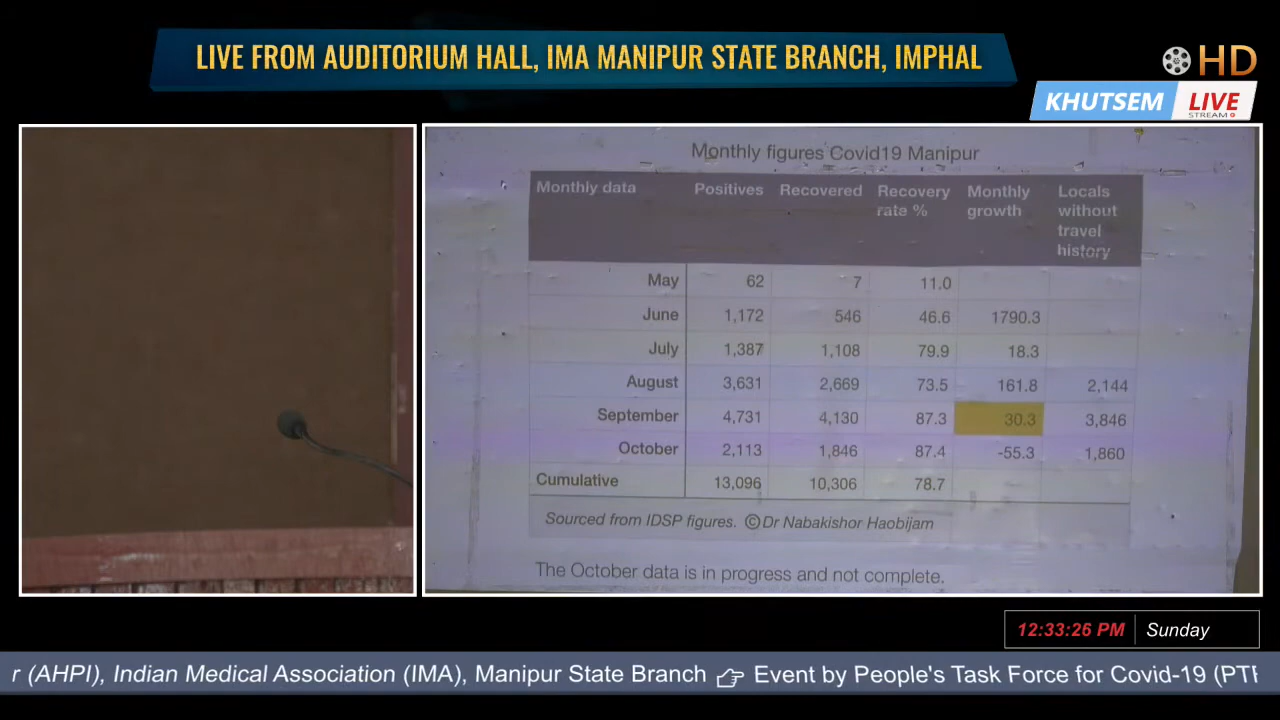 LIVE FROM AUDITORIUM HALL, IMA MANIPUR STATE BRANCH, IMPHAL
HD
KHUTSEM LIVE
STREAM
Monthly figures Covid19 Manipur
Monthly data Positives Recovered Recovery rate % Monthly growth Locals without travel history
May 62 7 11.0
June 1,172 546 46.6 1790.3
July 1,387 1,108 79.9 18.3
August 3,631 2,669 73.5 161.8 2,144
September 4,731 4,130 87.3 30.3 3,846
October 2,113 1,846 87.4 -55.3 1,860
Cumulative 13,096 10,306 78.7
Sourced from IDSP figures. ©Dr Nabakishor Haobijam
The October data is in progress and not complete.
12:33:26 PM Sunday
r (AHPI), Indian Medical Association (IMA), Manipur State Branch Event by People's Task Force for Covid-19 (PTF